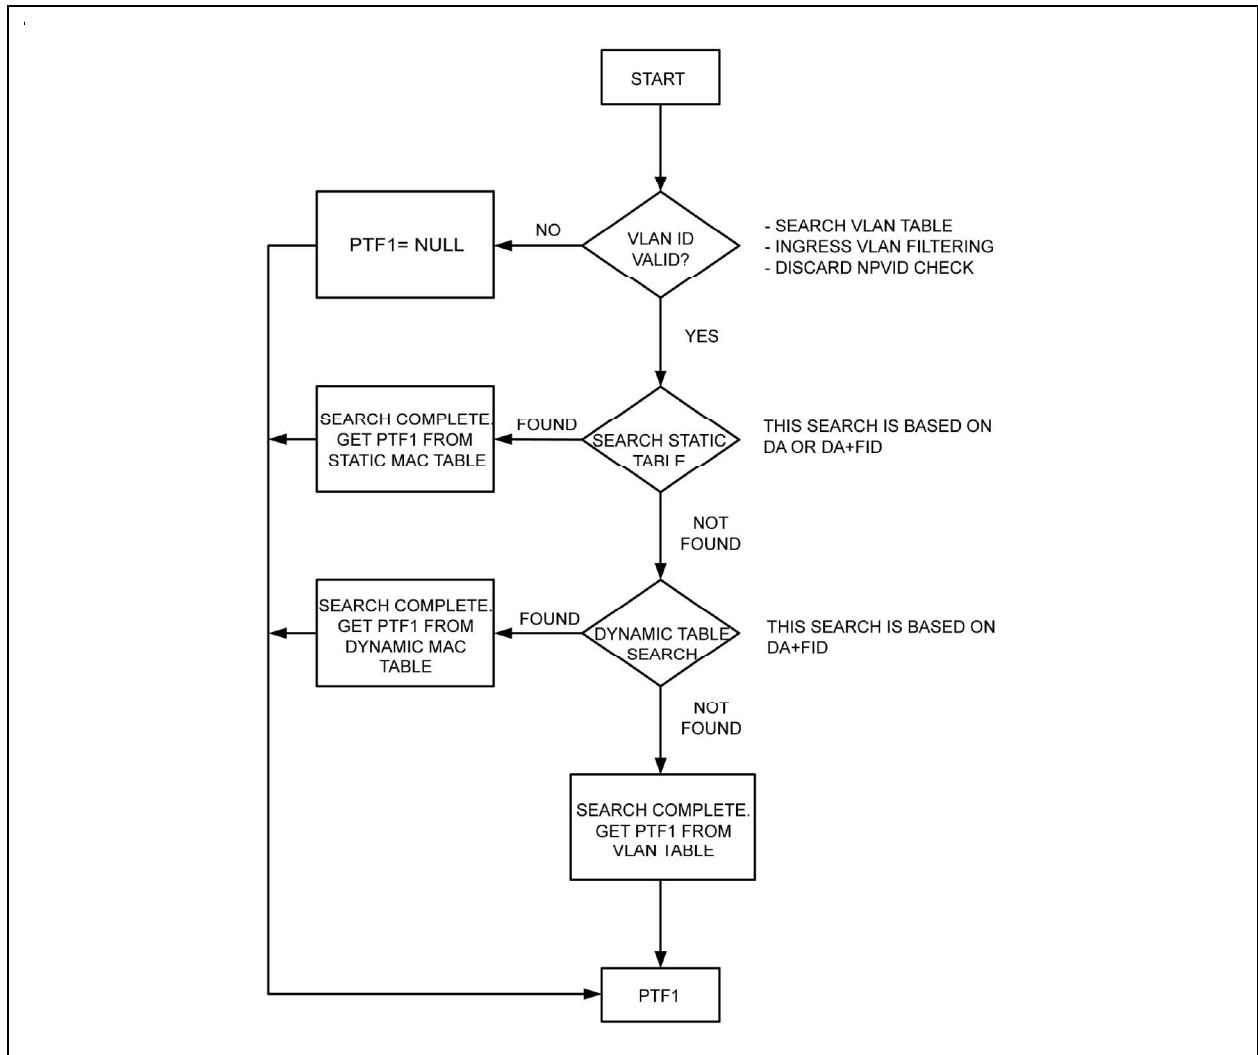 START
PTF1= NULL
NO
VLAN ID
VALID?
- SEARCH VLAN TABLE
- INGRESS VLAN FILTERING
- DISCARD NPVID CHECK
YES
SEARCH COMPLETE.
GET PTF1 FROM
STATIC MAC TABLE
FOUND
SEARCH STATIC
TABLE
THIS SEARCH IS BASED ON
DA OR DA+FID
NOT
FOUND
SEARCH COMPLETE.
GET PTF1 FROM
DYNAMIC MAC
TABLE
FOUND
DYNAMIC TABLE
SEARCH
THIS SEARCH IS BASED ON
DA+FID
NOT
FOUND
SEARCH COMPLETE.
GET PTF1 FROM
VLAN TABLE
PTF1